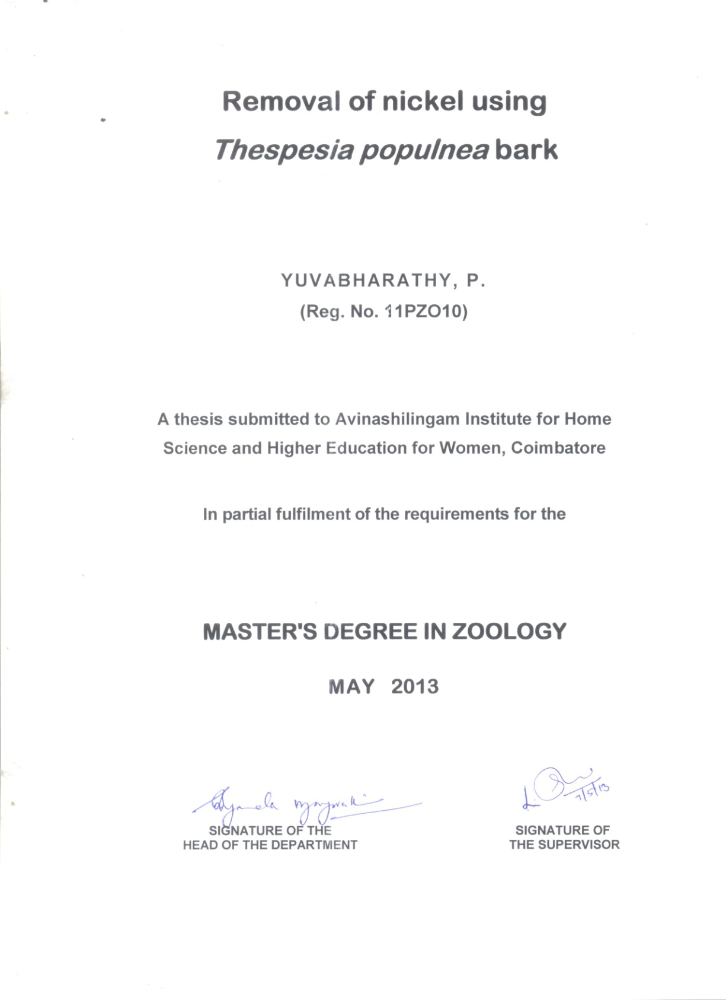 Removal of nickel using
Thespesia populnea bark
YUVABHARATHY, P.
(Reg. No. 11PZO10)
A thesis submitted to Avinashilingam Institute for Home
Science and Higher Education for Women, Coimbatore
In partial fulfilment of the requirements for the
MASTER'S DEGREE IN ZOOLOGY
MAY 2013
7/5/13
SIGNATURE OF THE
HEAD OF THE DEPARTMENT
SIGNATURE OF
THE SUPERVISOR